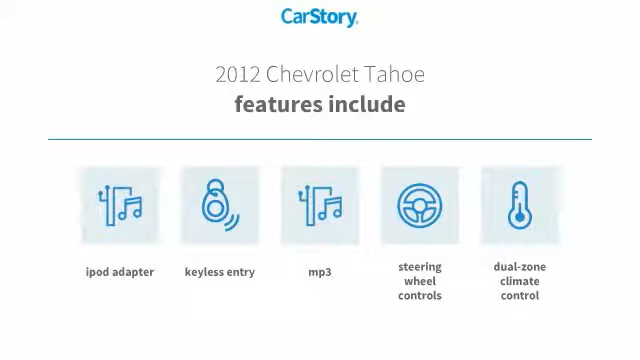 CarStory.
2012 Chevrolet Tahoe
features include
ipod adapter
keyless entry
mp3
steering
wheel
controls
dual-zone
climate
control